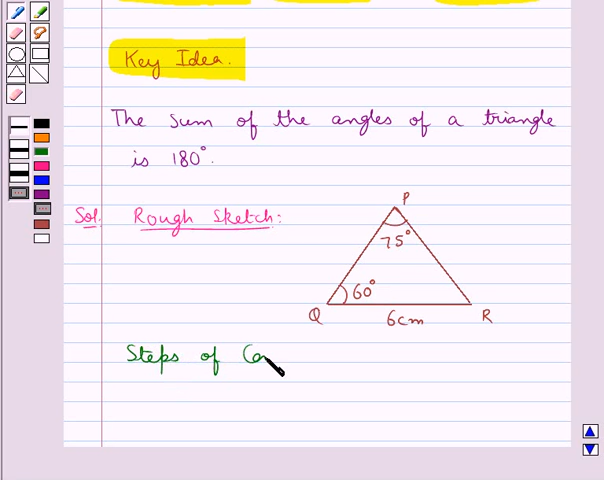 Key Idea.
The sum of the angles of a triangle
is 180°.
Sol. Rough Sketch:
P
75°
60°
Q
6cm
R
Steps of Co